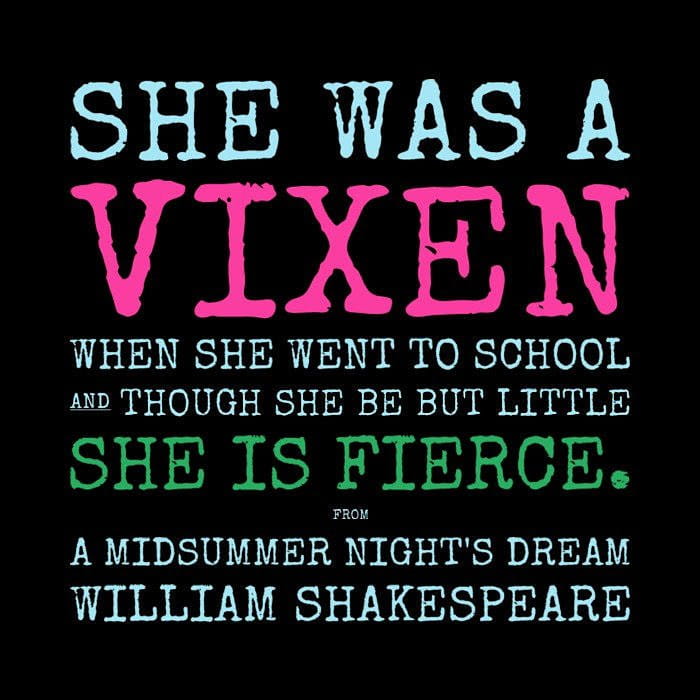 SHE WAS A
VIXEN
WHEN SHE WENT TO SCHOOL
AND THOUGH SHE BE BUT LITTLE
SHE IS FIERCE.
FROM
A MIDSUMMER NIGHT'S DREAM
WILLIAM SHAKESPEARE